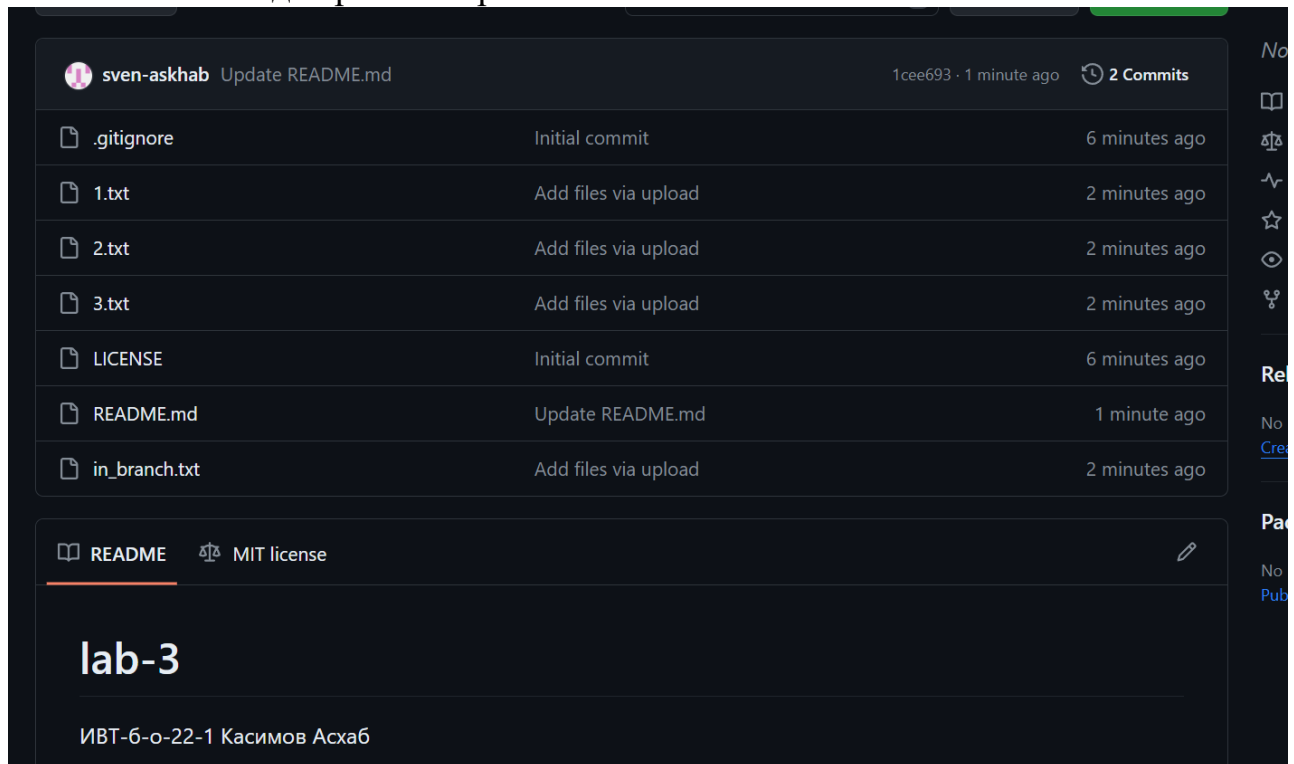 sven-askhab Update README.md 1cee693 · 1 minute ago 2 Commits
.gitignore Initial commit 6 minutes ago
1.txt Add files via upload 2 minutes ago
2.txt Add files via upload 2 minutes ago
3.txt Add files via upload 2 minutes ago
LICENSE Initial commit 6 minutes ago
README.md Update README.md 1 minute ago
in_branch.txt Add files via upload 2 minutes ago
README MIT license
lab-3
ИВТ-б-о-22-1 Касимов Асхаб
No
No
No